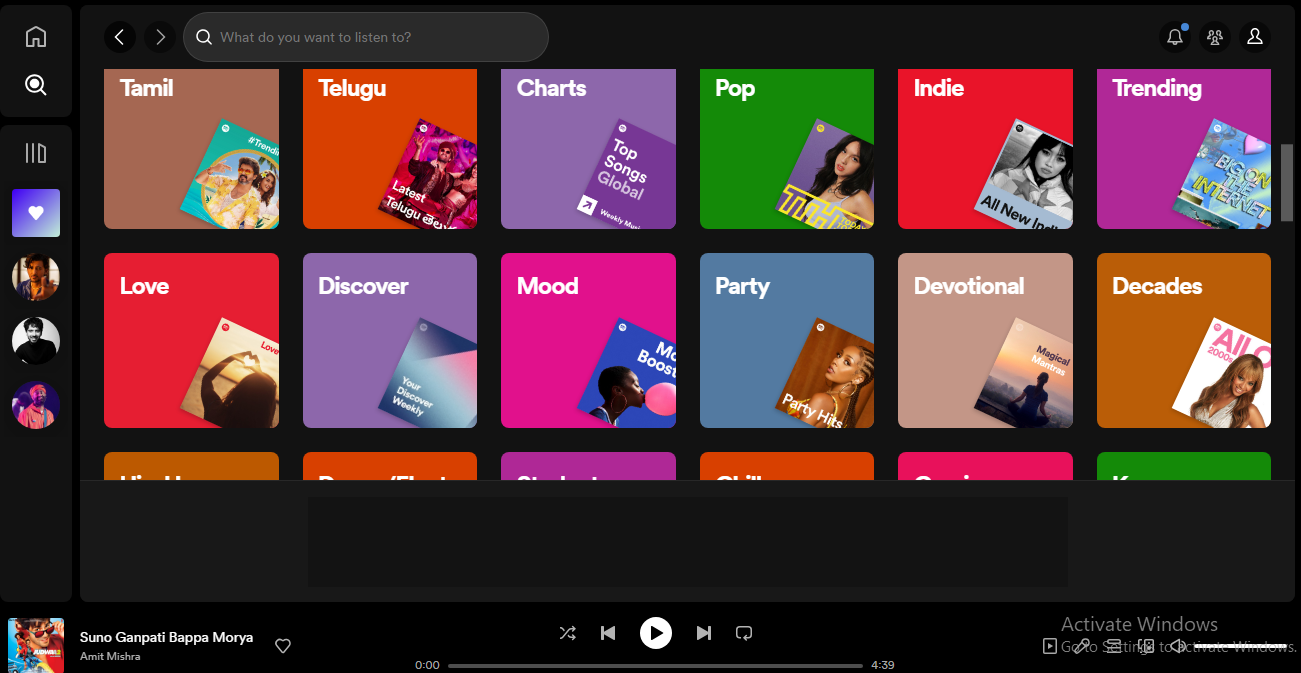 What do you want to listen to?
Tamil
Telugu
Charts
Pop
Indie
Trending
Latest
Telugu తెలు
Top
Songs
Global
Weekly Musi
TODAY
All New Indi
BIG ON
THE
INTERNET
Love
Discover
Mood
Party
Devotional
Decades
Love
Your
Discover
Weekly
Mo
Boost
Party Hits
Magical
Mantras
All O
2000s
Chill
Suno Ganpati Bappa Morya
Amit Mishra
0:00
4:39
Activate Windows
Go to Settings to activate Windows.